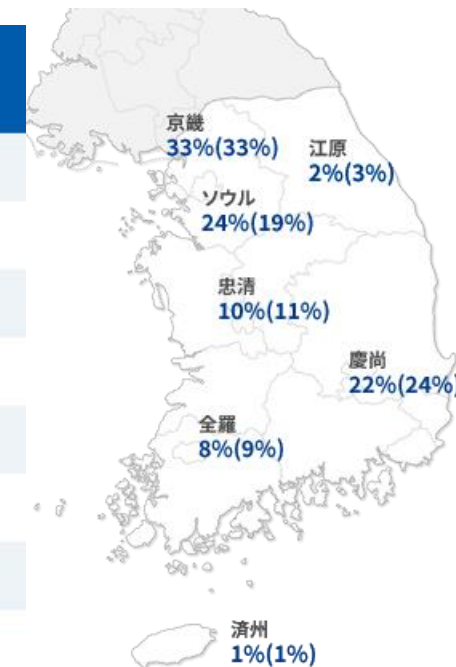 京畿
33%(33%)
江原
2%(3%)
ソウル
24%(19%)
忠清
10%(11%)
慶尚
22%(24%)
全羅
8%(9%)
済州
1%(1%)